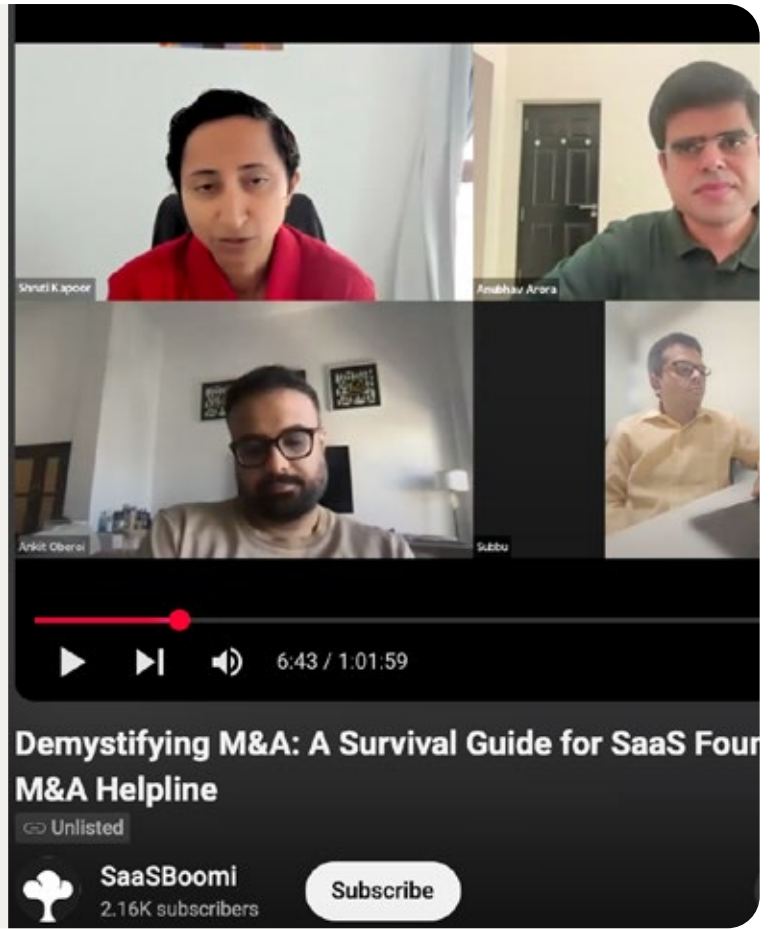 Shruti Kapoor
Anubhav Arora
Ankit Oberoi
Subbu
6:43 / 1:01:59
Demystifying M&A: A Survival Guide for SaaS Four
M&A Helpline
Unlisted
SaaSBoomi
2.16K subscribers
Subscribe